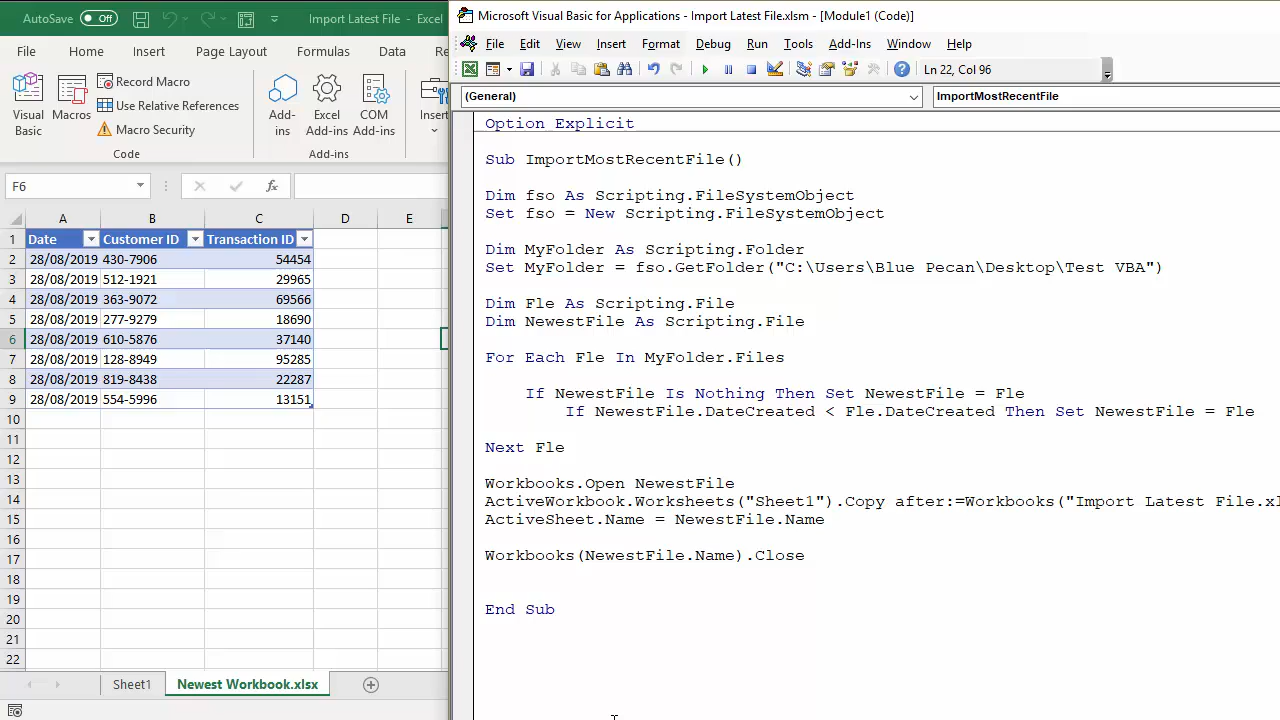 AutoSave Off Import Latest File - Excel
File Home Insert Page Layout Formulas Data Re
Visual Basic
Macros
Record Macro
Use Relative References
Macro Security
Code
Add-ins
Excel Add-ins
COM Add-ins
Add-ins
Insert
F6
fx
A B C D E
1 Date Customer ID Transaction ID
2 28/08/2019 430-7906 54454
3 28/08/2019 512-1921 29965
4 28/08/2019 363-9072 69566
5 28/08/2019 277-9279 18690
6 28/08/2019 610-5876 37140
7 28/08/2019 128-8949 95285
8 28/08/2019 819-8438 22287
9 28/08/2019 554-5996 13151
10
11
12
13
14
15
16
17
18
19
20
21
22
Sheet1 Newest Workbook.xlsx
Microsoft Visual Basic for Applications - Import Latest File.xlsm - [Module1 (Code)]
File Edit View Insert Format Debug Run Tools Add-Ins Window Help
Ln 22, Col 96
(General) ImportMostRecentFile
Option Explicit
Sub ImportMostRecentFile()
Dim fso As Scripting.FileSystemObject
Set fso = New Scripting.FileSystemObject
Dim MyFolder As Scripting.Folder
Set MyFolder = fso.GetFolder("C:\Users\Blue Pecan\Desktop\Test VBA")
Dim Fle As Scripting.File
Dim NewestFile As Scripting.File
For Each Fle In MyFolder.Files
If NewestFile Is Nothing Then Set NewestFile = Fle
If NewestFile.DateCreated < Fle.DateCreated Then Set NewestFile = Fle
Next Fle
Workbooks.Open NewestFile
ActiveWorkbook.Worksheets("Sheet1").Copy after:=Workbooks("Import Latest File.xl
ActiveSheet.Name = NewestFile.Name
Workbooks(NewestFile.Name).Close
End Sub